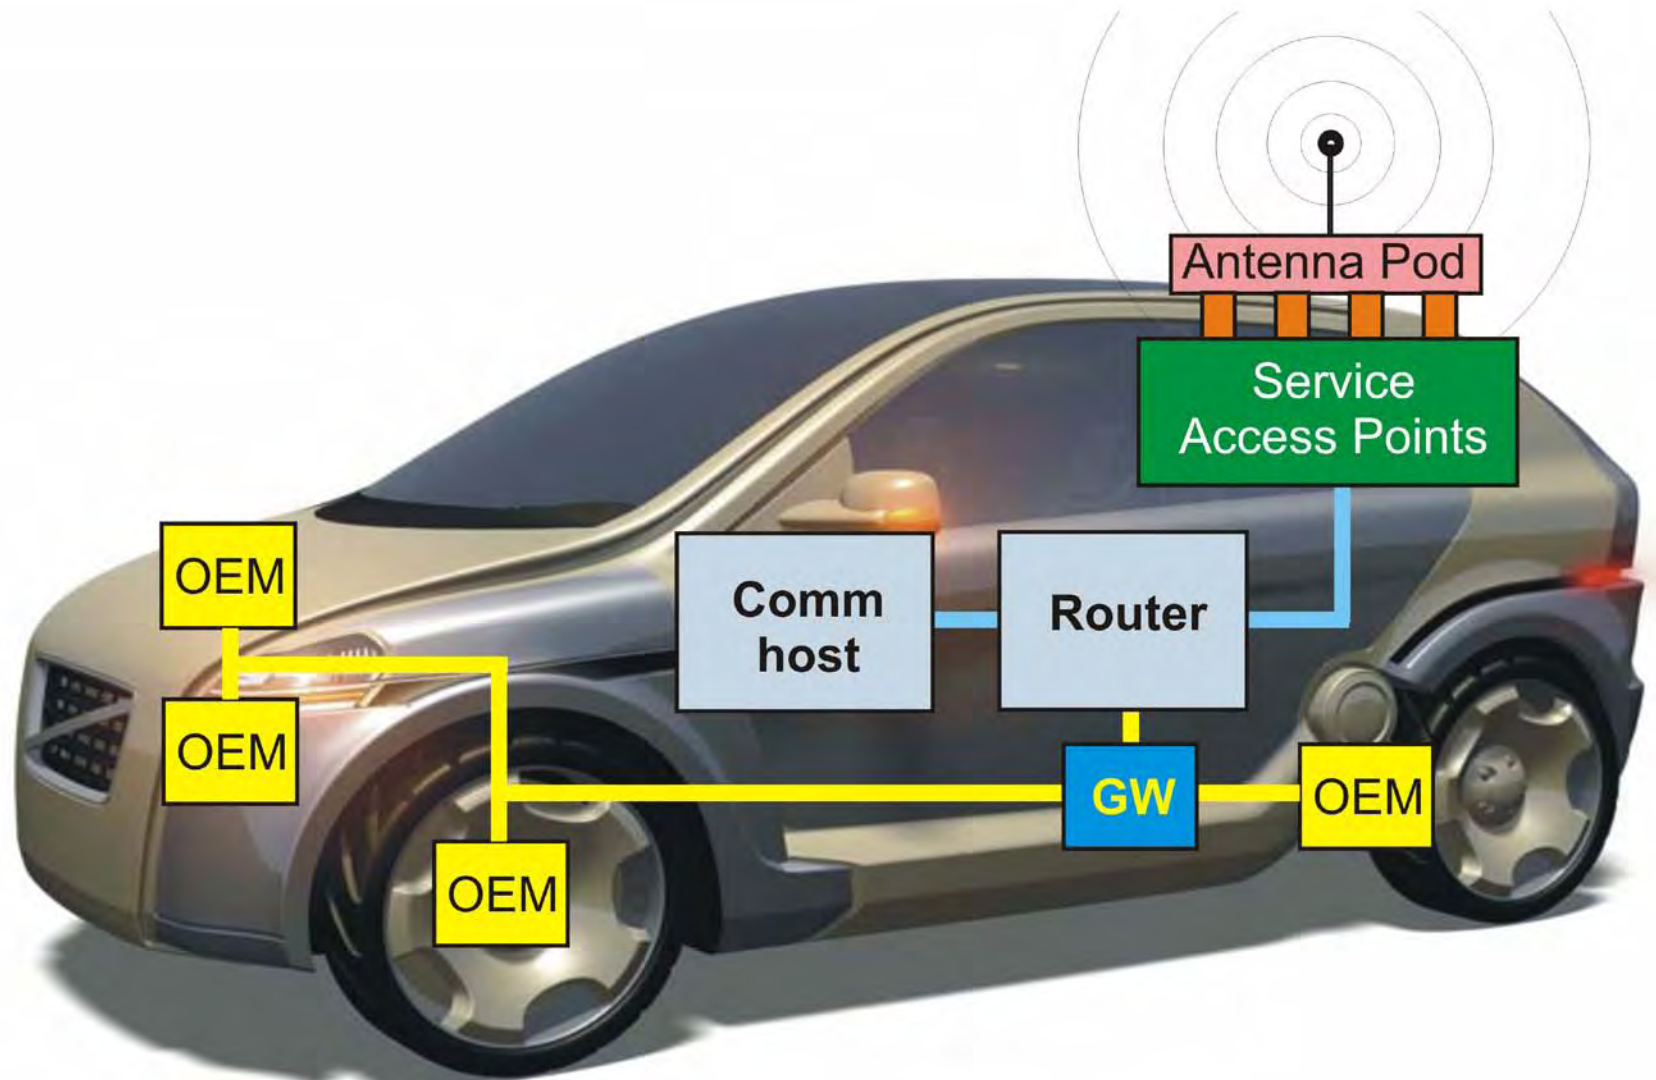 Antenna Pod
Service
Access Points
OEM
Comm
host
Router
OEM
GW
OEM
OEM